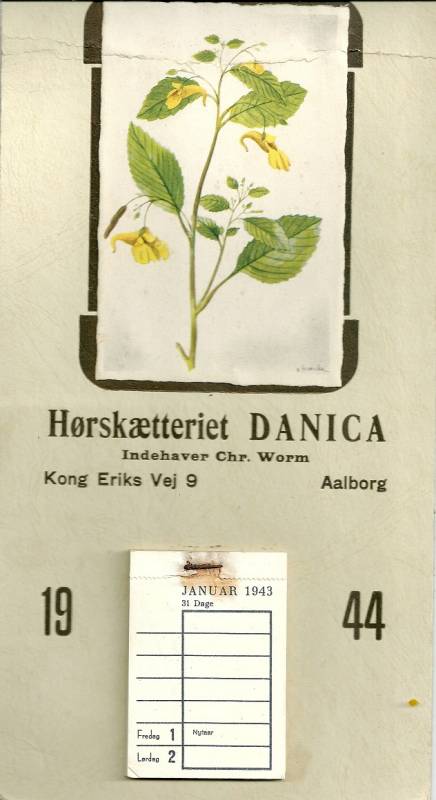 Hørskætteriet DANICA
Indehaver Chr. Worm
Kong Eriks Vej 9 Aalborg
19 44
JANUAR 1943
31 Dage
Fredag 1 Nytaar
Lørdag 2